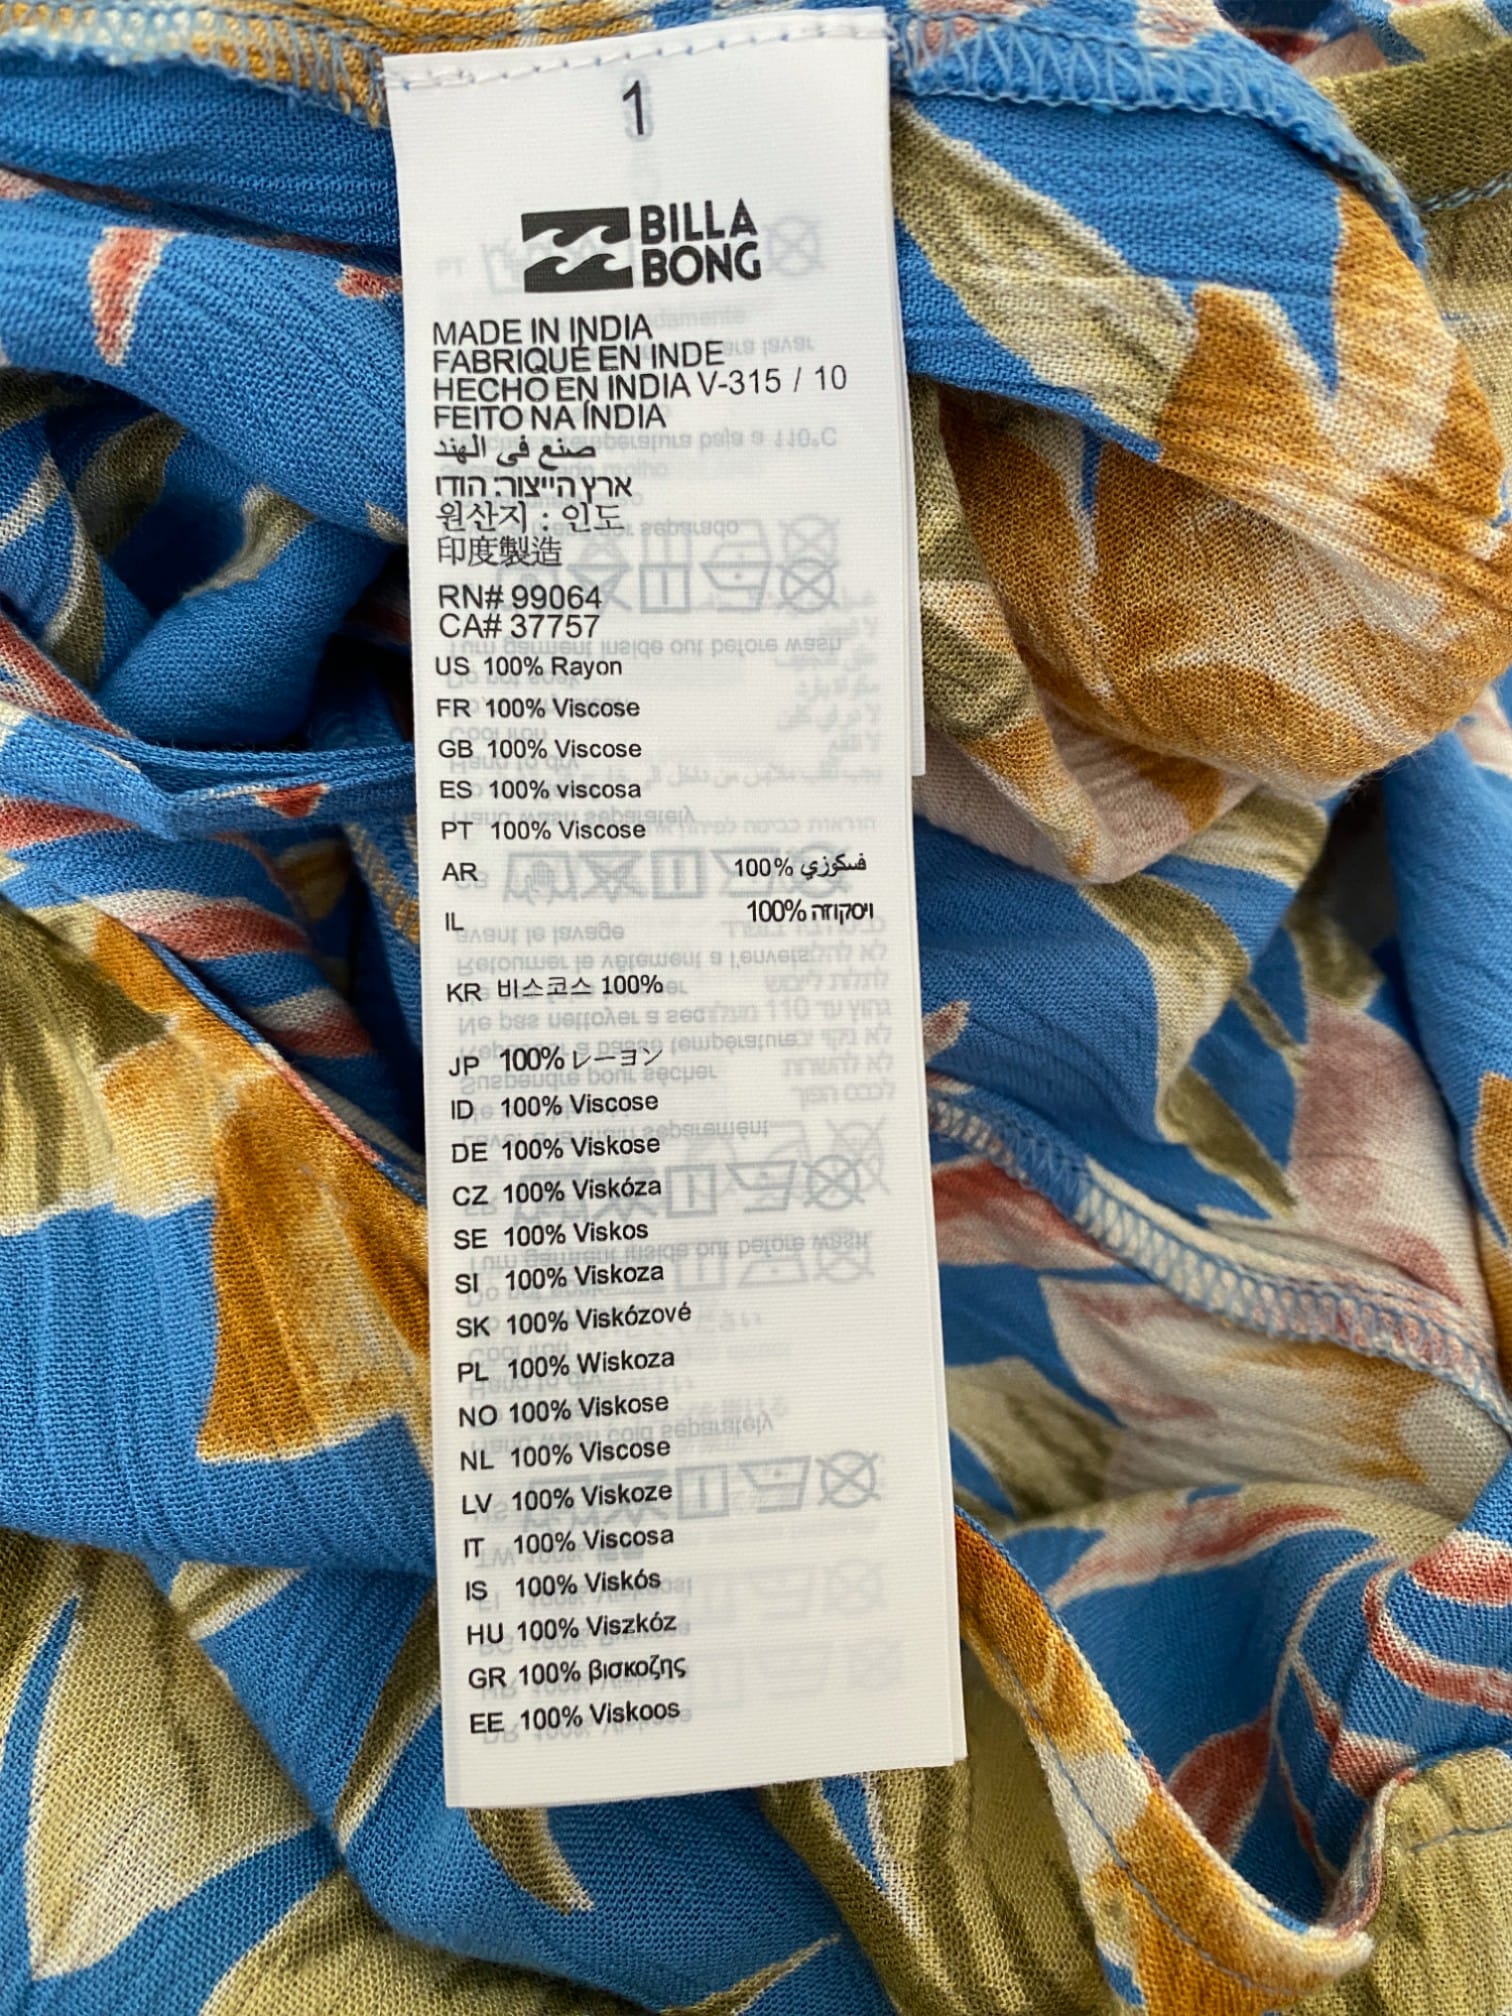 1
BILLA
BONG
MADE IN INDIA
FABRIQUÉ EN INDE
HECHO EN INDIA V-315 / 10
FEITO NA ÍNDIA
صنع في الهند
ארץ הייצור: הודו
원산지 : 인도
印度製造
RN# 99064
CA# 37757
US 100% Rayon
FR 100% Viscose
GB 100% Viscose
ES 100% viscosa
PT 100% Viscose
AR 100% فسكوزي
IL 100% ויסקוזה
KR 비스코스 100%
JP 100% レーヨン
ID 100% Viscose
DE 100% Viskose
CZ 100% Viskóza
SE 100% Viskos
SI 100% Viskoza
SK 100% Viskózové
PL 100% Wiskoza
NO 100% Viskose
NL 100% Viscose
LV 100% Viskoze
IT 100% Viscosa
IS 100% Viskós
HU 100% Viszkóz
GR 100% βισκοζης
EE 100% Viskoos